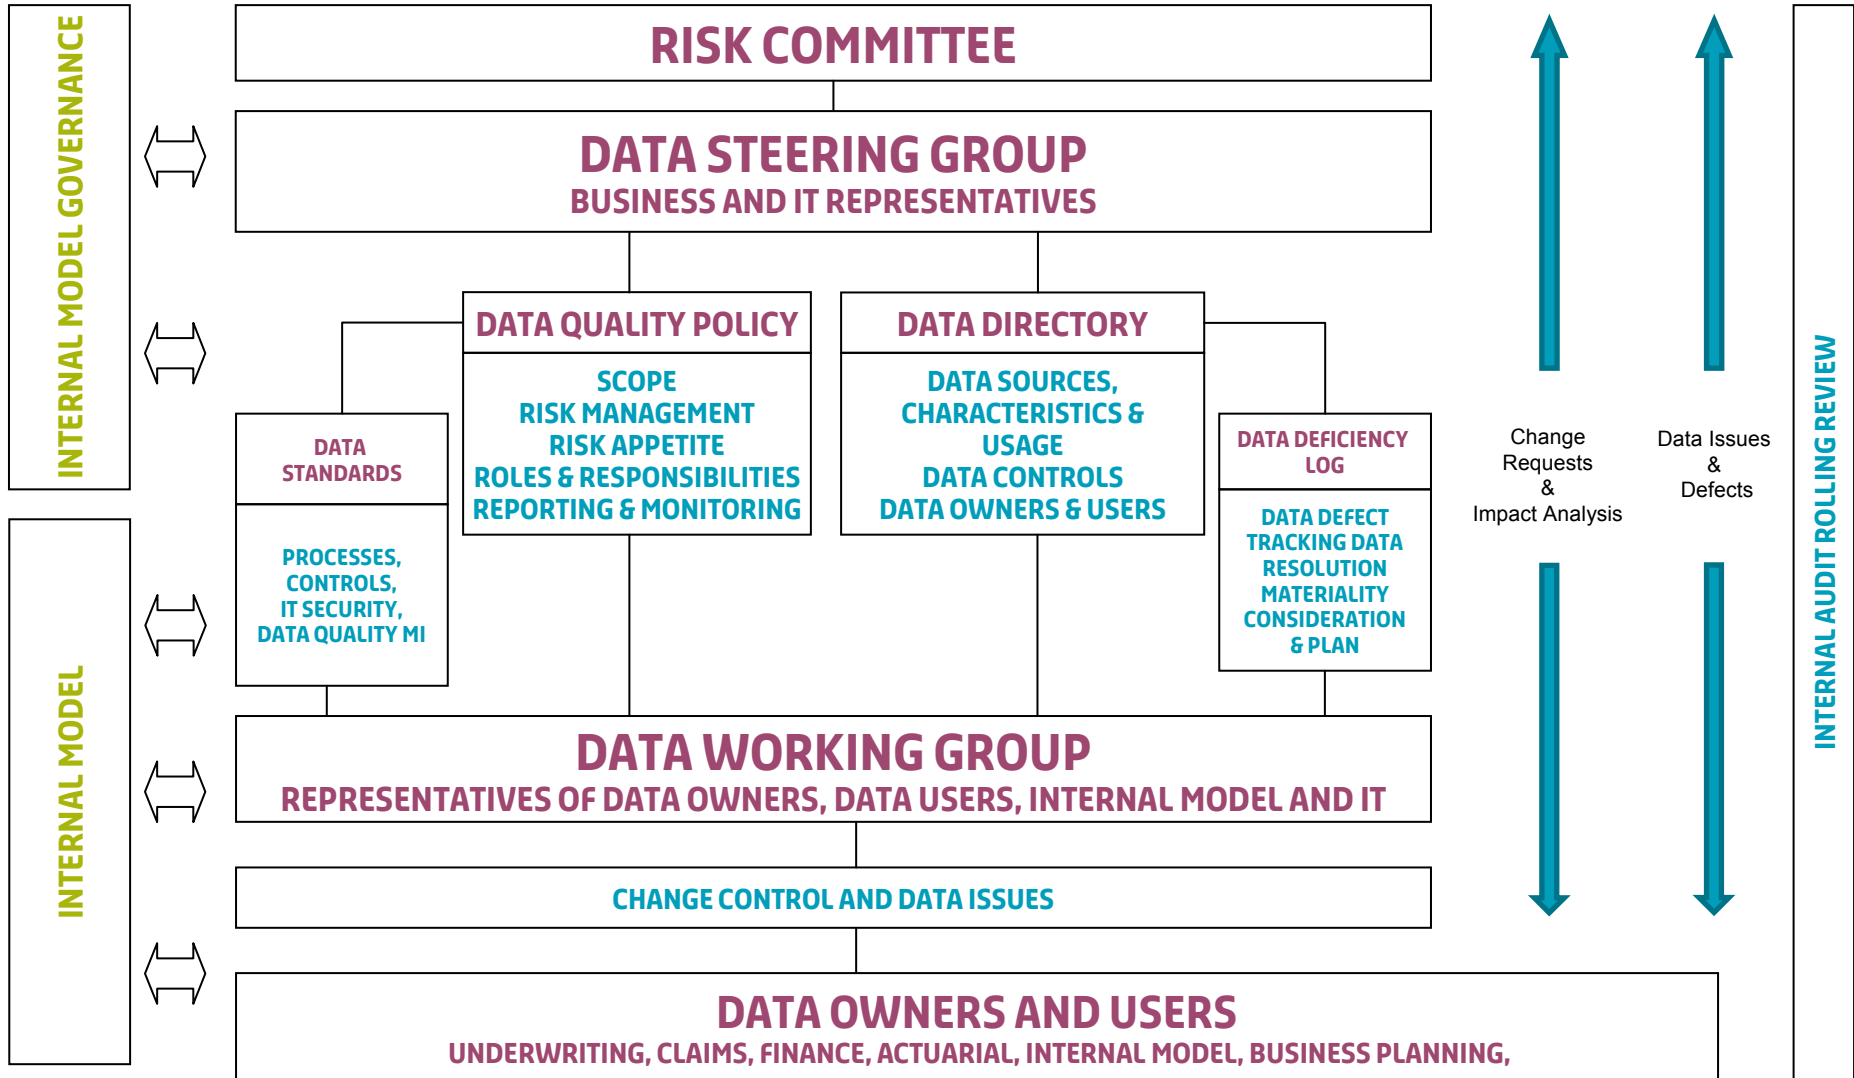 INTERNAL MODEL GOVERNANCE
INTERNAL MODEL
RISK COMMITTEE
DATA STEERING GROUP
BUSINESS AND IT REPRESENTATIVES
DATA QUALITY POLICY
SCOPE
RISK MANAGEMENT
RISK APPETITE
ROLES & RESPONSIBILITIES
REPORTING & MONITORING
DATA DIRECTORY
DATA SOURCES,
CHARACTERISTICS &
USAGE
DATA CONTROLS
DATA OWNERS & USERS
DATA
STANDARDS
PROCESSES,
CONTROLS,
IT SECURITY,
DATA QUALITY MI
DATA DEFICIENCY
LOG
DATA DEFECT
TRACKING DATA
RESOLUTION
MATERIALITY
CONSIDERATION
& PLAN
DATA WORKING GROUP
REPRESENTATIVES OF DATA OWNERS, DATA USERS, INTERNAL MODEL AND IT
CHANGE CONTROL AND DATA ISSUES
DATA OWNERS AND USERS
UNDERWRITING, CLAIMS, FINANCE, ACTUARIAL, INTERNAL MODEL, BUSINESS PLANNING,
Change
Requests
&
Impact Analysis
Data Issues
&
Defects
INTERNAL AUDIT ROLLING REVIEW